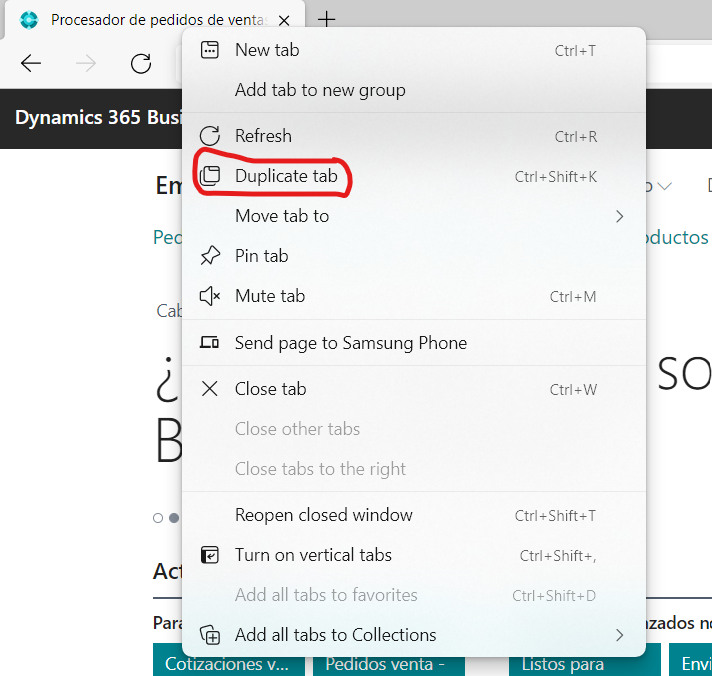 Procesador de pedidos de ventas
New tab Ctrl+T
Add tab to new group
Dynamics 365 Busi
Refresh Ctrl+R
Duplicate tab Ctrl+Shift+K
Em
Move tab to
Ped
oductos
Pin tab
Mute tab Ctrl+M
Cab
Send page to Samsung Phone
¿
so
Close tab Ctrl+W
B
Close other tabs
Close tabs to the right
Reopen closed window Ctrl+Shift+T
Turn on vertical tabs Ctrl+Shift+,
Act
Add all tabs to favorites Ctrl+Shift+D
Para
nzados no
Add all tabs to Collections
Cotizaciones v... Pedidos venta - Listos para Envi